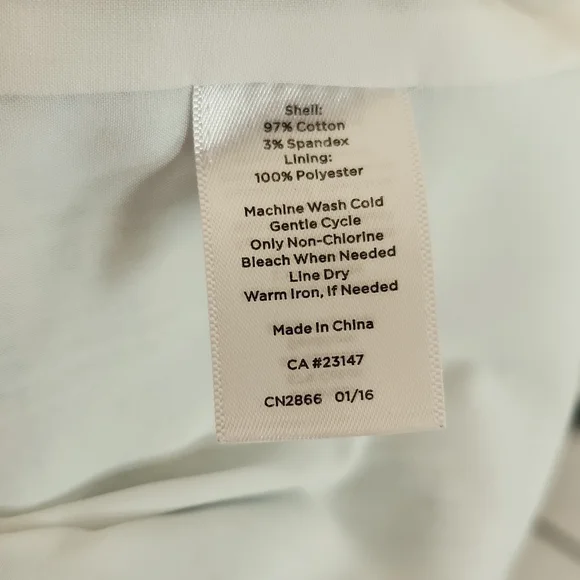 Shell:
97% Cotton
3% Spandex
Lining:
100% Polyester
Machine Wash Cold
Gentle Cycle
Only Non-Chlorine
Bleach When Needed
Line Dry
Warm Iron, If Needed
Made In China
CA #23147
CN2866 01/16